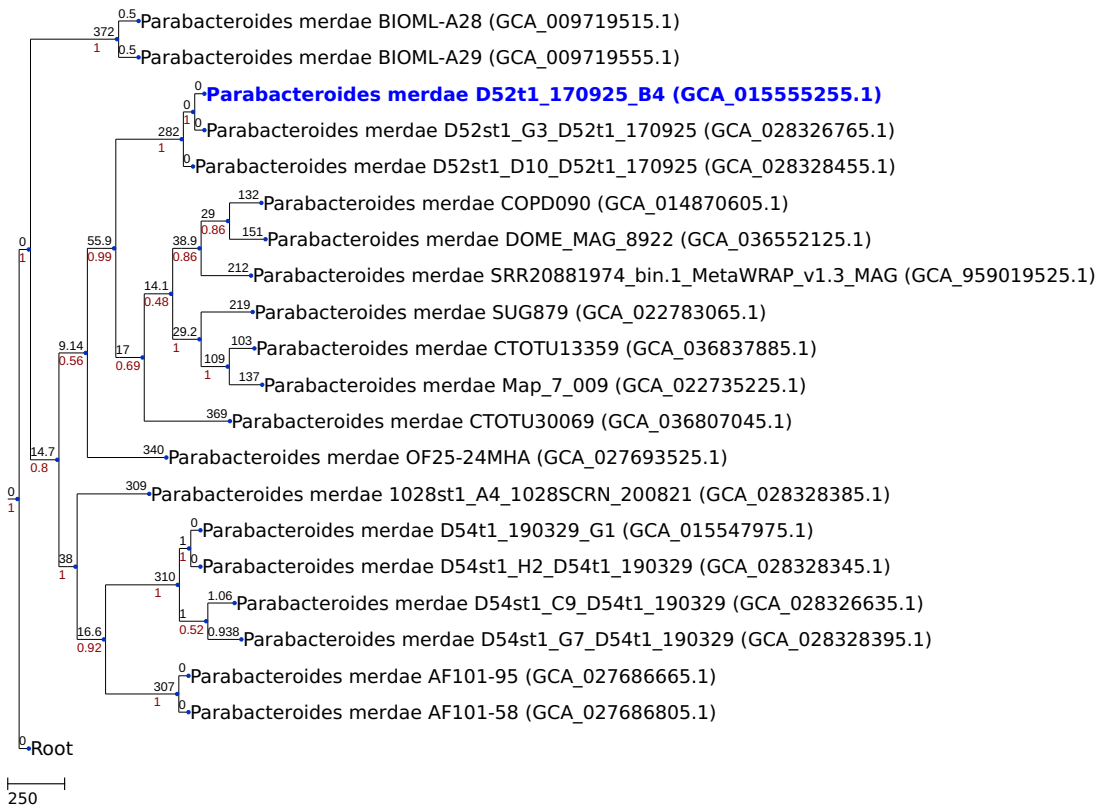 0.5 Parabacteroides merdae BIOML-A28 (GCA_009719515.1)
372
1
0.5 Parabacteroides merdae BIOML-A29 (GCA_009719555.1)
0 Parabacteroides merdae D52t1_170925_B4 (GCA_015555255.1)
0
1
0 Parabacteroides merdae D52st1_G3_D52t1_170925 (GCA_028326765.1)
282
1
0 Parabacteroides merdae D52st1_D10_D52t1_170925 (GCA_028328455.1)
132 Parabacteroides merdae COPD090 (GCA_014870605.1)
29
0.86
151 Parabacteroides merdae DOME_MAG_8922 (GCA_036552125.1)
0
1
55.9
0.99
38.9
0.86
212 Parabacteroides merdae SRR20881974_bin.1_MetaWRAP_v1.3_MAG (GCA_959019525.1)
14.1
0.48
219 Parabacteroides merdae SUG879 (GCA_022783065.1)
29.2
1
103 Parabacteroides merdae CTOTU13359 (GCA_036837885.1)
9.14
0.56
17
0.69
109
1
137 Parabacteroides merdae Map_7_009 (GCA_022735225.1)
369 Parabacteroides merdae CTOTU30069 (GCA_036807045.1)
14.7
0.8
340 Parabacteroides merdae OF25-24MHA (GCA_027693525.1)
0
1
309 Parabacteroides merdae 1028st1_A4_1028SCRN_200821 (GCA_028328385.1)
0 Parabacteroides merdae D54t1_190329_G1 (GCA_015547975.1)
1
1
0 Parabacteroides merdae D54st1_H2_D54t1_190329 (GCA_028328345.1)
38
1
310
1
1.06 Parabacteroides merdae D54st1_C9_D54t1_190329 (GCA_028326635.1)
1
0.52
0.938 Parabacteroides merdae D54st1_G7_D54t1_190329 (GCA_028328395.1)
16.6
0.92
0 Parabacteroides merdae AF101-95 (GCA_027686665.1)
307
1
0 Parabacteroides merdae AF101-58 (GCA_027686805.1)
0 Root
250